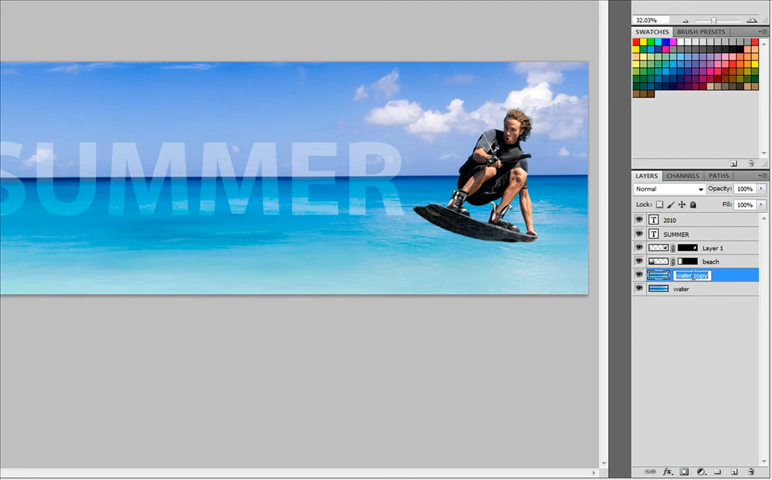 32.03%
SWATCHES BRUSH PRESETS
SUMMER
LAYERS CHANNELS PATHS
Normal Opacity: 100%
Lock: Fill: 100%
T 2010
T SUMMER
Layer 1
beach
water copy
water
fx